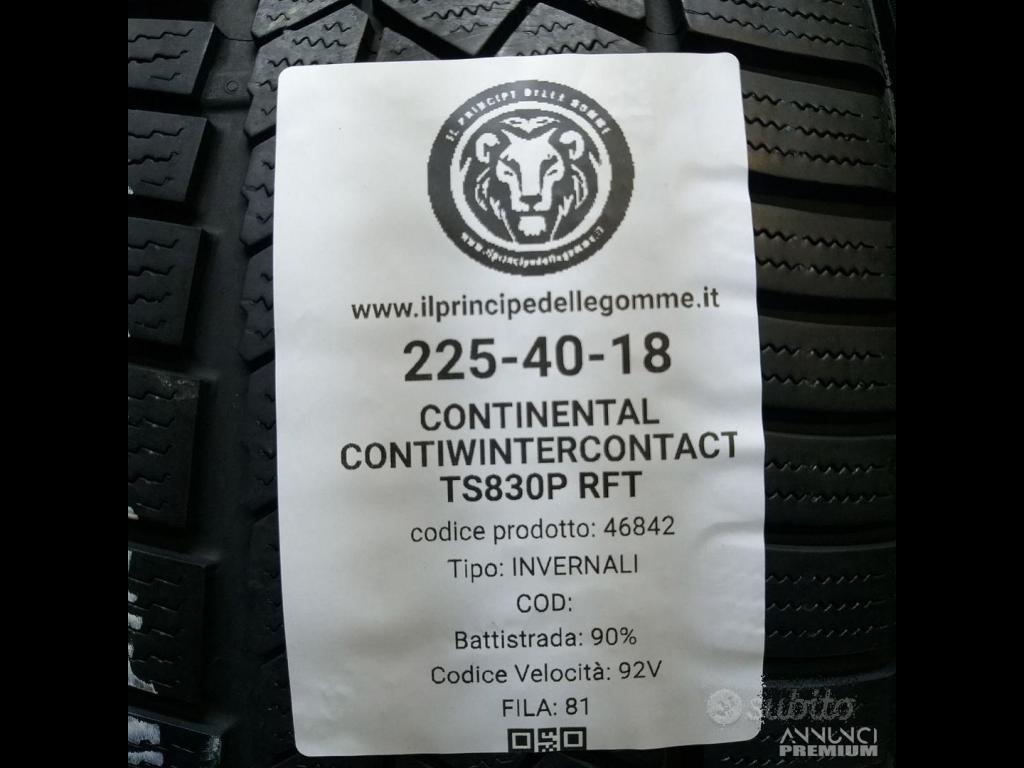 IL PRINCIPE DELLE GOMME
www.ilprincipedellegomme.it
www.ilprincipedellegomme.it
225-40-18
CONTINENTAL
CONTIWINTERCONTACT
TS830P RFT
codice prodotto: 46842
Tipo: INVERNALI
COD:
Battistrada: 90%
Codice Velocità: 92V
FILA: 81
subito
ANNUNCI
PREMIUM